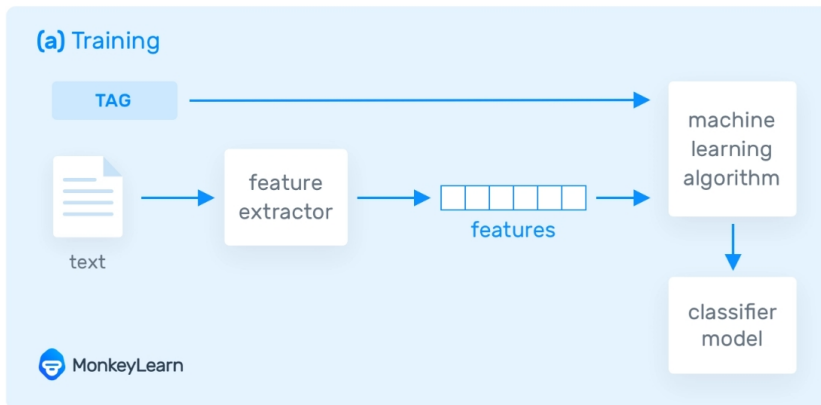 (a) Training
TAG
text
feature
extractor
features
machine
learning
algorithm
classifier
model
MonkeyLearn